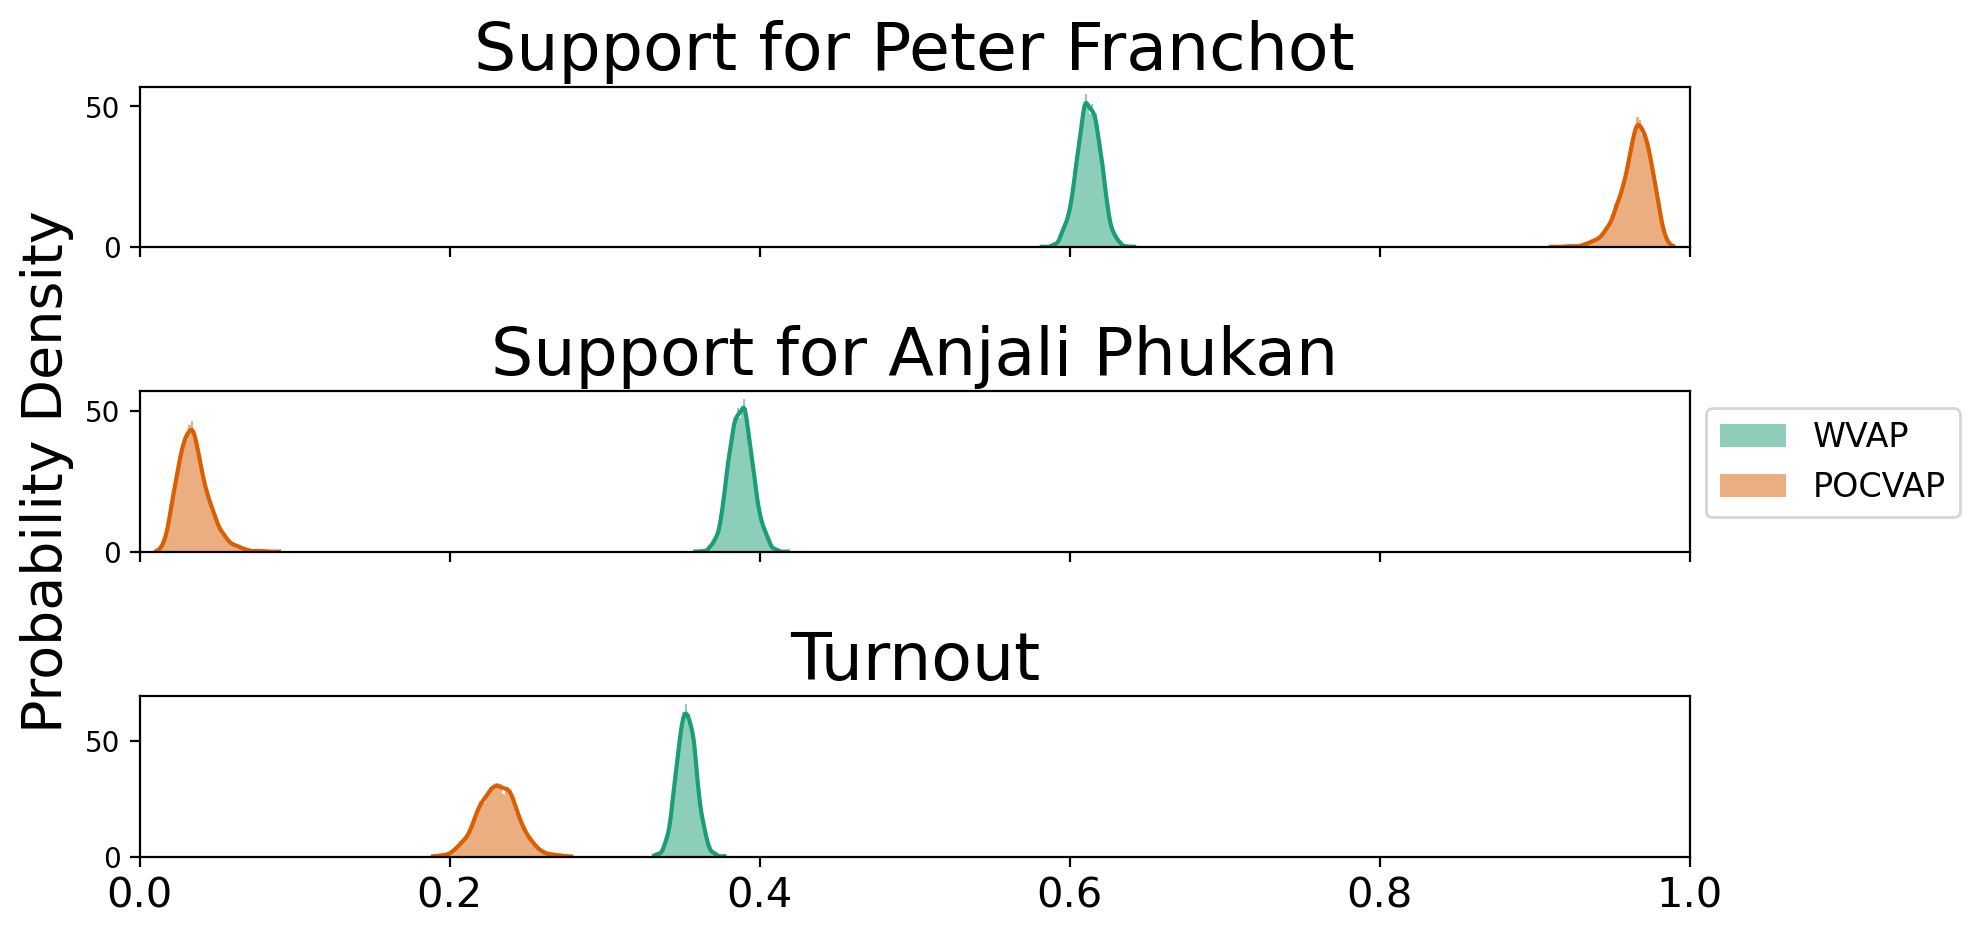 Support for Peter Franchot
50
0
Support for Anjali Phukan
50
0
WVAP
POCVAP
Probability Density
Turnout
50
0
0.0 0.2 0.4 0.6 0.8 1.0